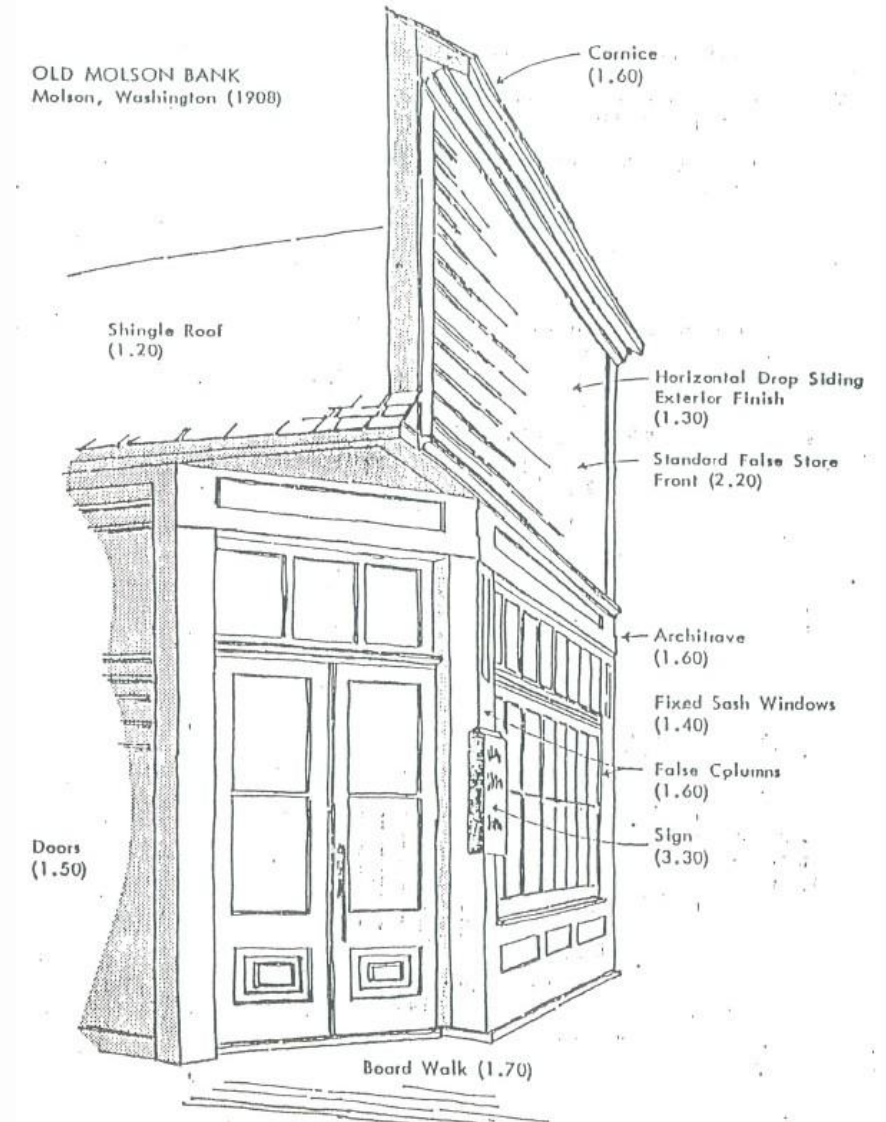 OLD MOLSON BANK
Molson, Washington (1908)
Cornice
(1.60)
Shingle Roof
(1.20)
Horizontal Drop Siding
Exterior Finish
(1.30)
Standard False Store
Front (2.20)
Architrave
(1.60)
Fixed Sash Windows
(1.40)
False Columns
(1.60)
Sign
(3.30)
Doors
(1.50)
Board Walk (1.70)